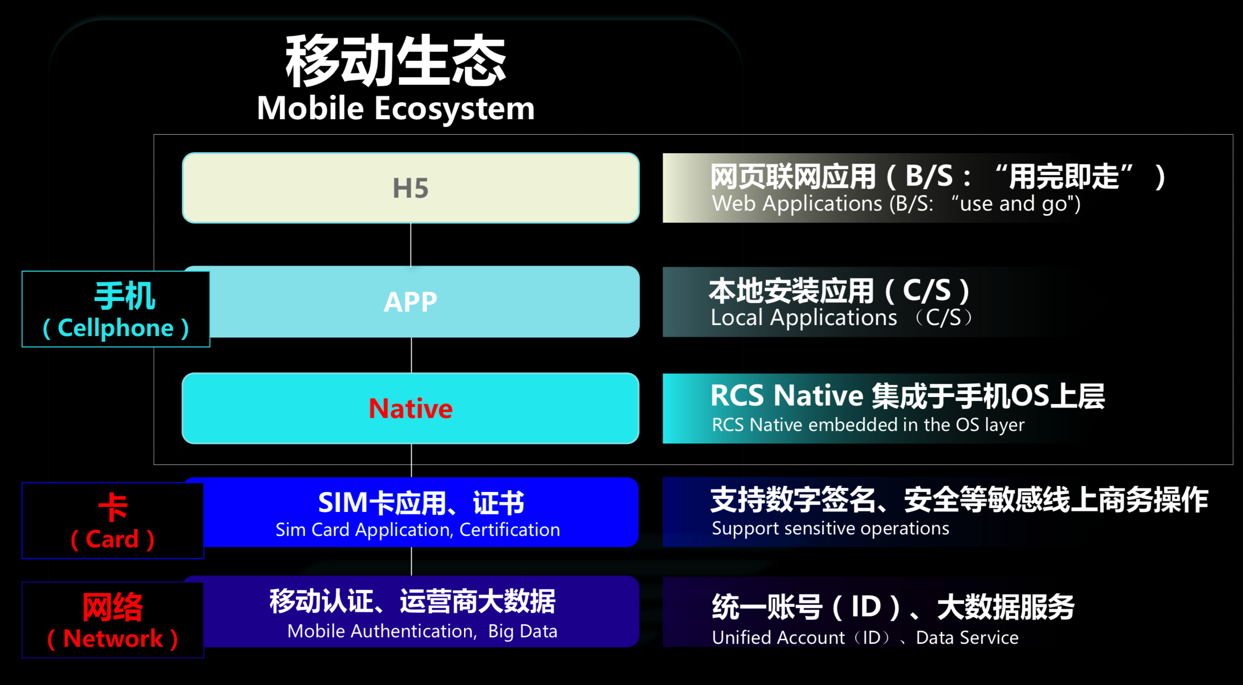 移动生态
Mobile Ecosystem
H5
网页联网应用（B/S：“用完即走”）
Web Applications (B/S: “use and go")
手机
（Cellphone）
APP
本地安装应用（C/S）
Local Applications （C/S）
Native
RCS Native 集成于手机OS上层
RCS Native embedded in the OS layer
卡
（Card）
SIM卡应用、证书
Sim Card Application, Certification
支持数字签名、安全等敏感线上商务操作
Support sensitive operations
网络
（Network）
移动认证、运营商大数据
Mobile Authentication, Big Data
统一账号（ID）、大数据服务
Unified Account（ID）、Data Service